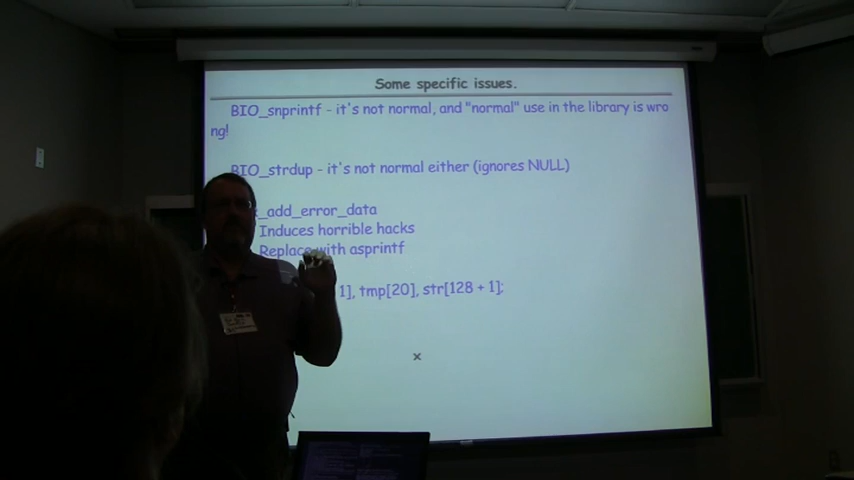 Some specific issues.
BIO_snprintf - it's not normal, and "normal" use in the library is wro
ng!
BIO_strdup - it's not normal either (ignores NULL)
_add_error_data
Induces horrible hacks
Replace with asprintf
1], tmp[20], str[128 + 1];
x